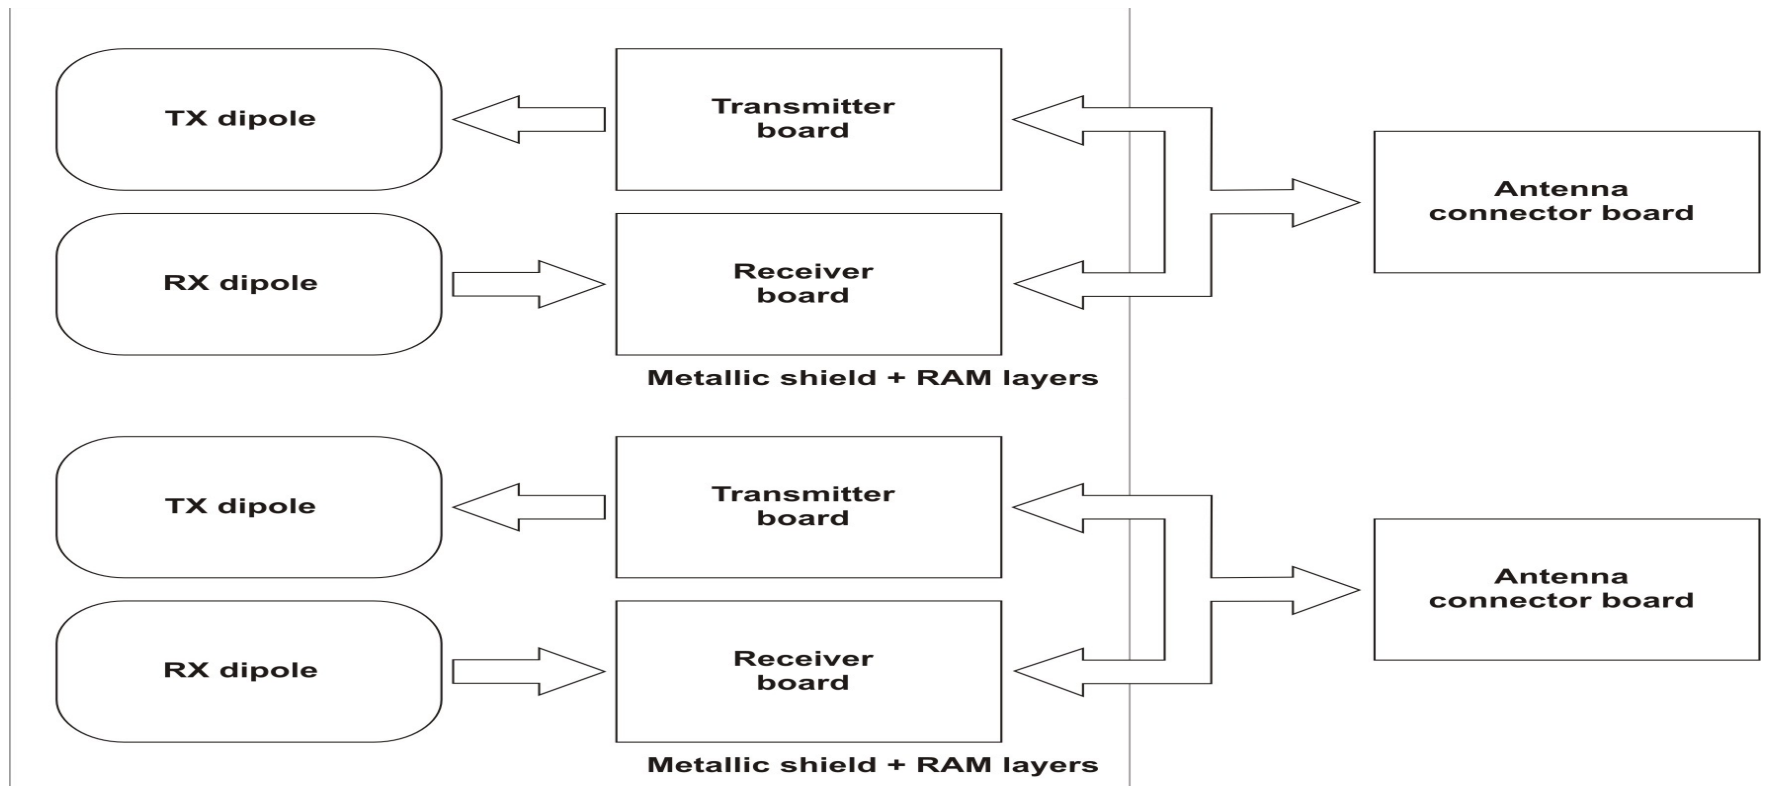 TX dipole
Transmitter
board
Antenna
connector board
RX dipole
Receiver
board
Metallic shield + RAM layers
TX dipole
Transmitter
board
Antenna
connector board
RX dipole
Receiver
board
Metallic shield + RAM layers